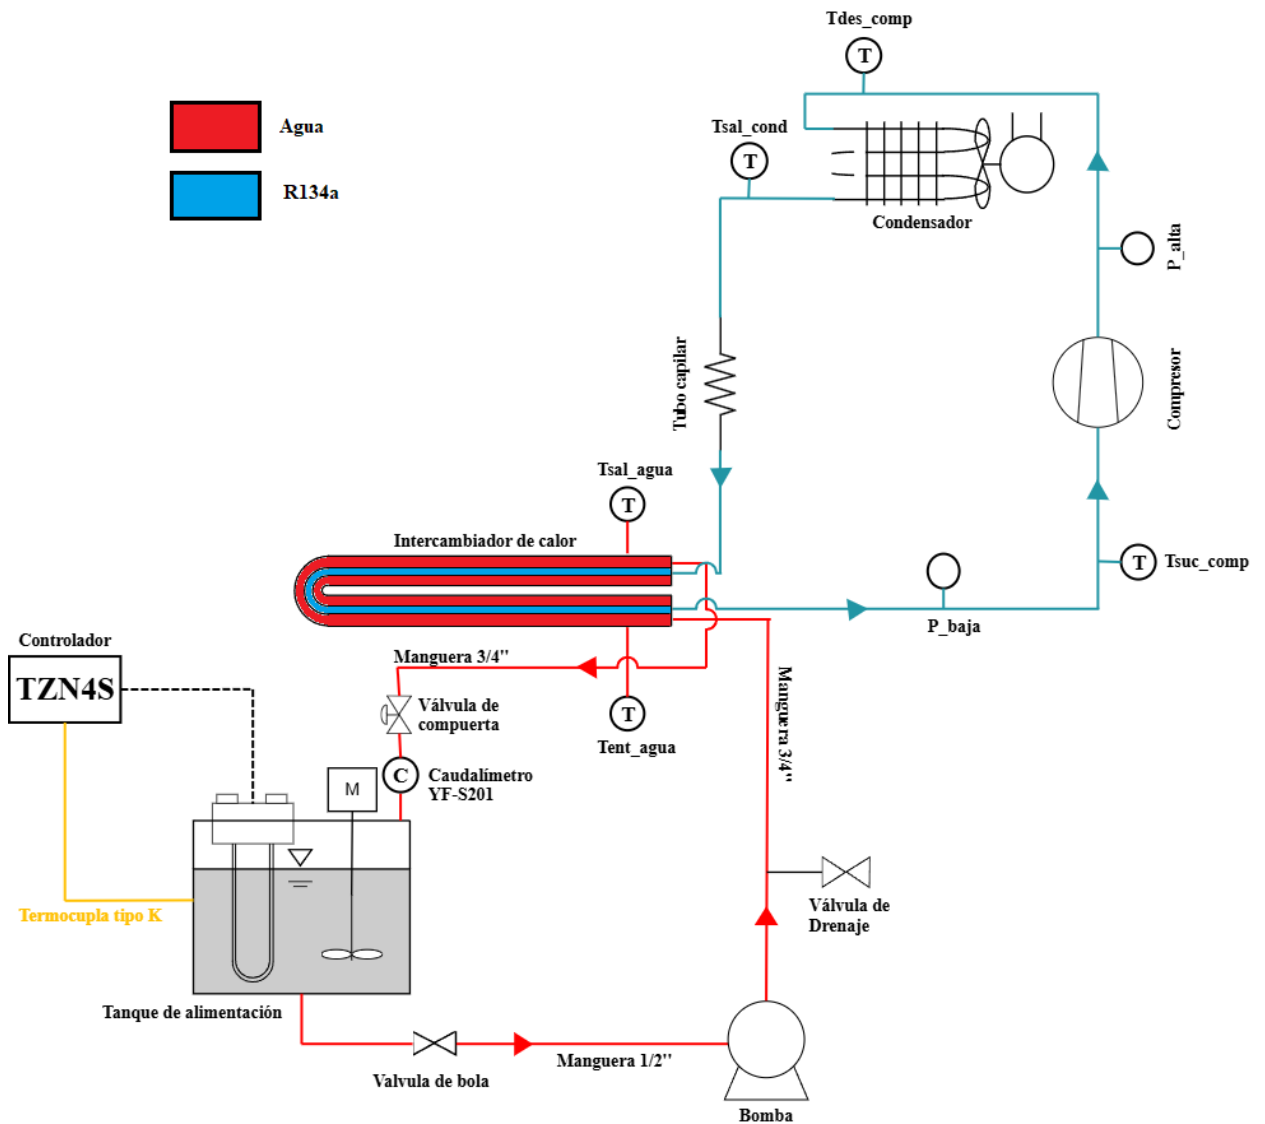 Tdes_comp
T
Agua
Tsal_cond
T
R134a
Condensador
P_alta
Tubo capilar
Compresor
Tsal_agua
T
Intercambiador de calor
T
Tsuc_comp
P_baja
Controlador
TZN4S
Manguera 3/4"
Manguera 3/4"
Válvula de
compuerta
T
Tent_agua
C
Caudalímetro
YF-S201
M
Termocupla tipo K
Válvula de
Drenaje
Tanque de alimentación
Manguera 1/2"
Valvula de bola
Bomba